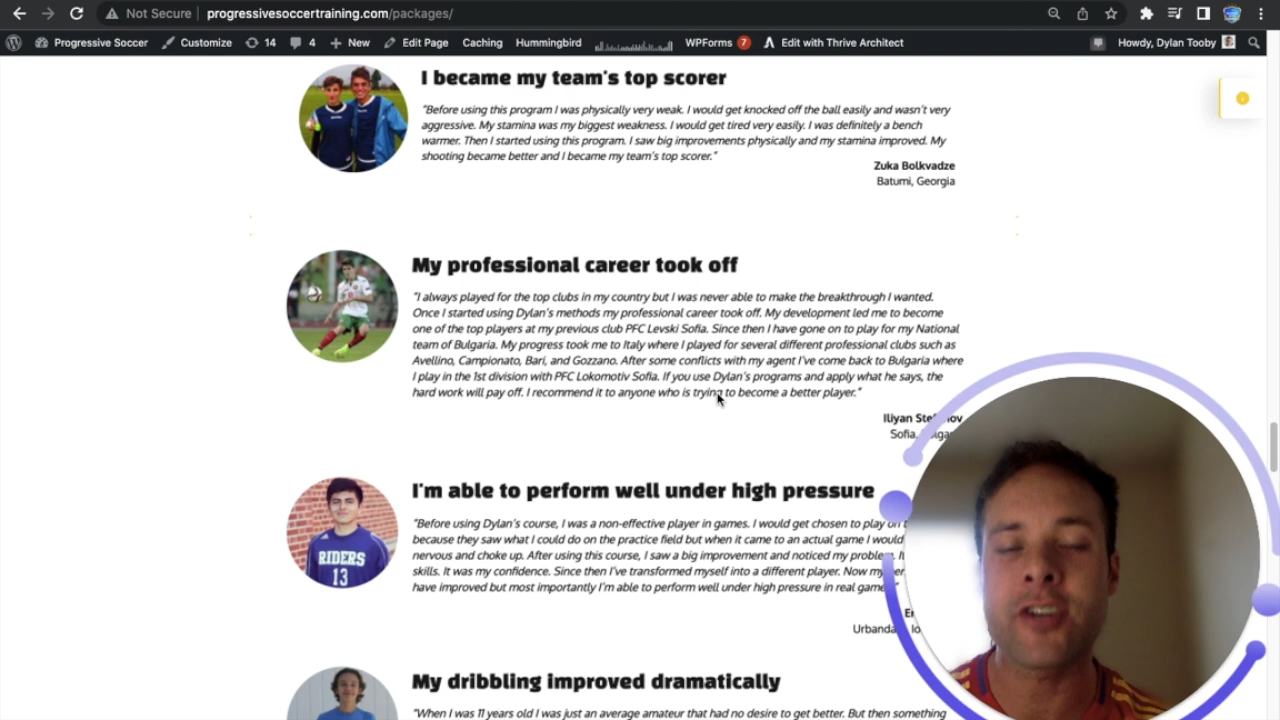 Not Secure progressivesoccertraining.com/packages/
Progressive Soccer Customize 14 4 New Edit Page Caching Hummingbird WPForms 7 Edit with Thrive Architect Howdy, Dylan Tooby
I became my team's top scorer
"Before using this program I was physically very weak. I would get knocked off the ball easily and wasn't very
aggressive. My stamina was my biggest weakness. I would get tired very easily. I was definitely a bench
warmer. Then I started using this program. I saw big improvements physically and my stamina improved. My
shooting became better and I became my team's top scorer."
Zuka Bolkvadze
Batumi, Georgia
My professional career took off
"I always played for the top clubs in my country but I was never able to make the breakthrough I wanted.
Once I started using Dylan's methods my professional career took off. My development led me to become
one of the top players at my previous club PFC Levski Sofia. Since then I have gone on to play for my National
team of Bulgaria. My progress took me to Italy where I played for several different professional clubs such as
Avellino, Campionato, Bari, and Gozzano. After some conflicts with my agent I've come back to Bulgaria where
I play in the 1st division with PFC Lokomotiv Sofia. If you use Dylan's programs and apply what he says, the
hard work will pay off. I recommend it to anyone who is trying to become a better player."
Iliyan
Sofia,
I'm able to perform well under high pressure
"Before using Dylan's course, I was a non-effective player in games. I would get chosen to play on
because they saw what I could do on the practice field but when it came to an actual game I would
nervous and choke up. After using this course, I saw a big improvement and noticed my problem.
skills. It was my confidence. Since then I've transformed myself into a different player. Now my
have improved but most importantly I'm able to perform well under high pressure in real
Urbanda
RIDERS
13
My dribbling improved dramatically
"When I was 11 years old I was just an average amateur that had no desire to get better. But then something